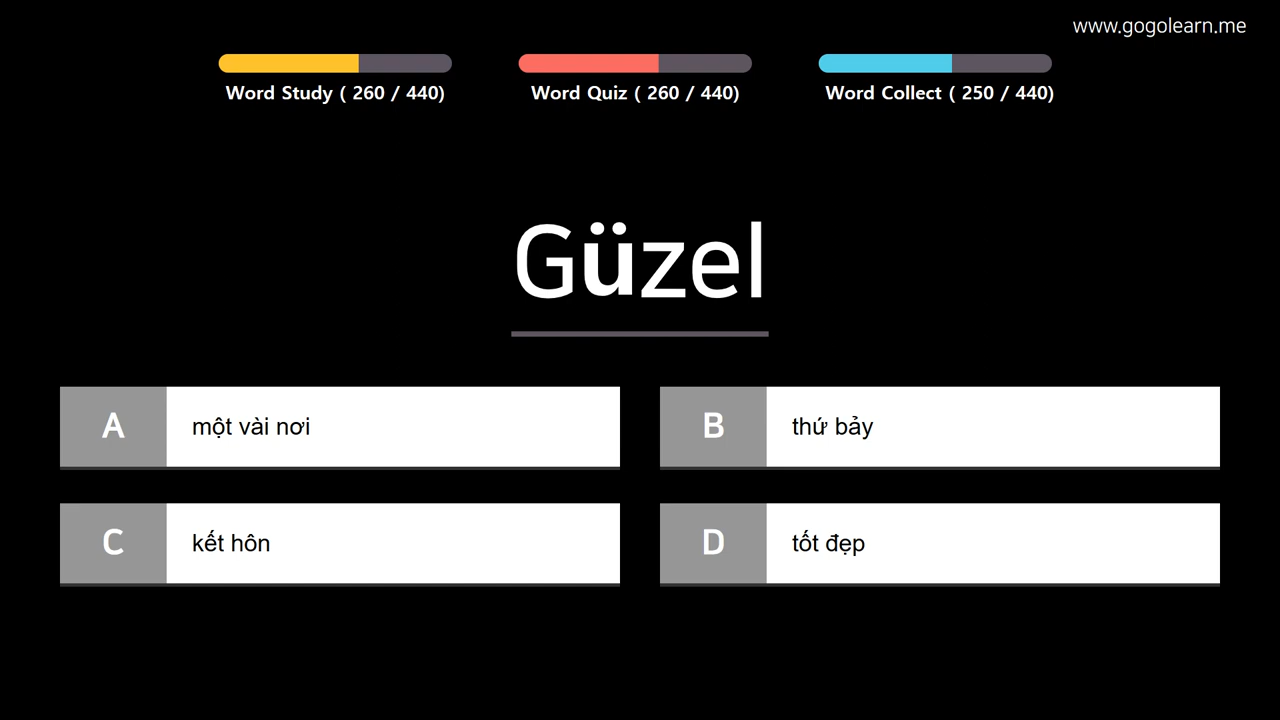 www.gogolearn.me
Word Study ( 260 / 440)
Word Quiz ( 260 / 440)
Word Collect ( 250 / 440)
Güzel
A
một vài nơi
B
thứ bảy
C
kết hôn
D
tốt đẹp